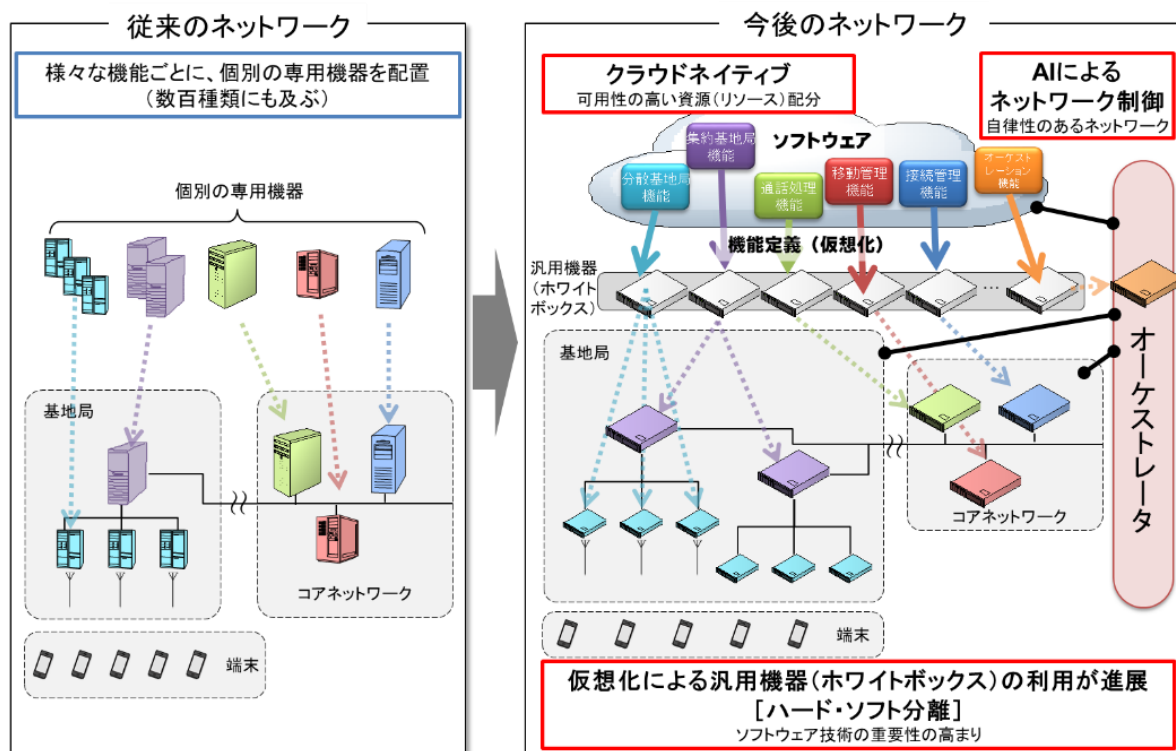 従来のネットワーク
様々な機能ごとに、個別の専用機器を配置
(数百種類にも及ぶ)
個別の専用機器
基地局
コアネットワーク
端末
今後のネットワーク
クラウドネイティブ
可用性の高い資源(リソース)配分
AIによる
ネットワーク制御
自律性のあるネットワーク
ソフトウェア
集約基地局
機能
分散基地局
機能
通話処理
機能
移動管理
機能
接続管理
機能
オーケスト
レーション
機能
機能定義(仮想化)
汎用機器
(ホワイト
ボックス)
…
基地局
コアネットワーク
オーケストレータ
端末
仮想化による汎用機器(ホワイトボックス)の利用が進展
[ハード・ソフト分離]
ソフトウェア技術の重要性の高まり